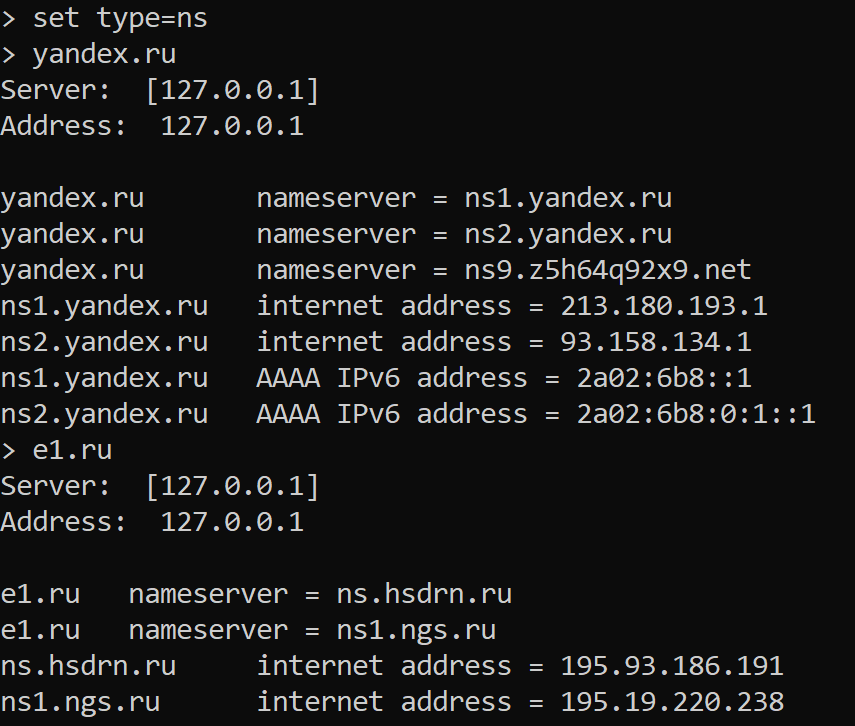 > set type=ns
> yandex.ru
Server:  [127.0.0.1]
Address:  127.0.0.1

yandex.ru       nameserver = ns1.yandex.ru
yandex.ru       nameserver = ns2.yandex.ru
yandex.ru       nameserver = ns9.z5h64q92x9.net
ns1.yandex.ru   internet address = 213.180.193.1
ns2.yandex.ru   internet address = 93.158.134.1
ns1.yandex.ru   AAAA IPv6 address = 2a02:6b8::1
ns2.yandex.ru   AAAA IPv6 address = 2a02:6b8:0:1::1
> e1.ru
Server:  [127.0.0.1]
Address:  127.0.0.1

e1.ru   nameserver = ns.hsdrn.ru
e1.ru   nameserver = ns1.ngs.ru
ns.hsdrn.ru     internet address = 195.93.186.191
ns1.ngs.ru      internet address = 195.19.220.238